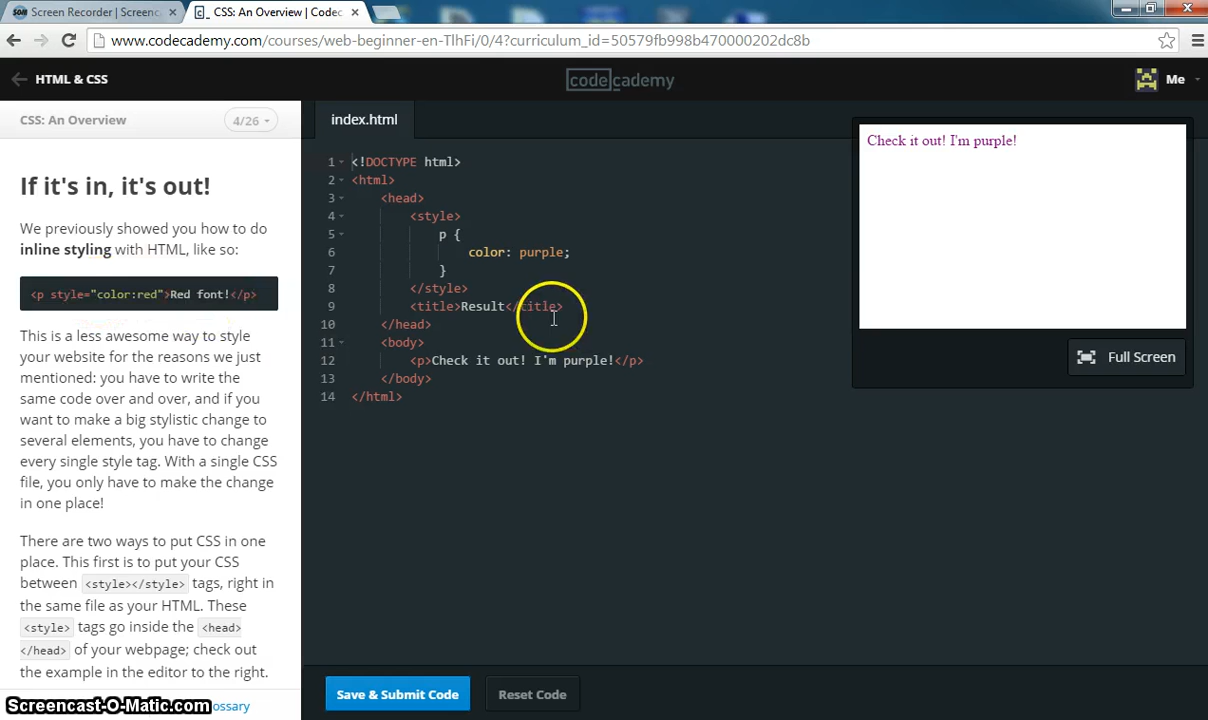 Screen Recorder | Screenc
CSS: An Overview | Codec
www.codecademy.com/courses/web-beginner-en-TlhFi/0/4?curriculum_id=50579fb998b470000202dc8b
HTML & CSS
codecademy
Me
CSS: An Overview
4/26
index.html
If it's in, it's out!
We previously showed you how to do
inline styling with HTML, like so:
<p style="color:red">Red font!</p>
This is a less awesome way to style
your website for the reasons we just
mentioned: you have to write the
same code over and over, and if you
want to make a big stylistic change to
several elements, you have to change
every single style tag. With a single CSS
file, you only have to make the change
in one place!
There are two ways to put CSS in one
place. This first is to put your CSS
between <style></style> tags, right in
the same file as your HTML. These
<style> tags go inside the <head>
</head> of your webpage; check out
the example in the editor to the right.
Screencast-O-Matic.com
ossary
1 <!DOCTYPE html>
2 <html>
3 <head>
4 <style>
5 p {
6 color: purple;
7 }
8 </style>
9 <title>Result</title>
10 </head>
11 <body>
12 <p>Check it out! I'm purple!</p>
13 </body>
14 </html>
Check it out! I'm purple!
Full Screen
Save & Submit Code
Reset Code